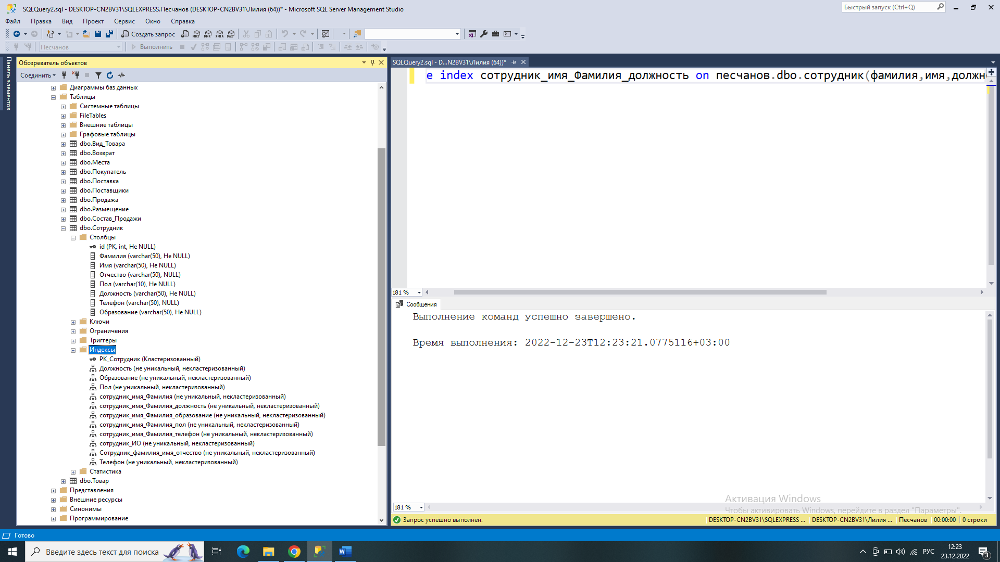 SQLQuery2.sql - DESKTOP-CN2BV31\SQLEXPRESS.Песчанов (DESKTOP-CN2BV31\Лилия (64))* - Microsoft SQL Server Management Studio
Быстрый запуск (Ctrl+Q)
Файл Правка Вид Проект Сервис Окно Справка
Создать запрос
MDX DMX XMLA DAX
Песчанов
Выполнить
Панель элементов
Обозреватель объектов
Соединить
Диаграммы баз данных
Таблицы
Системные таблицы
FileTables
Внешние таблицы
Графовые таблицы
dbo.Вид_Товара
dbo.Возврат
dbo.Места
dbo.Покупатель
dbo.Поставка
dbo.Поставщики
dbo.Продажа
dbo.Размещение
dbo.Состав_Продажи
dbo.Сотрудник
Столбцы
id (PK, int, Не NULL)
Фамилия (varchar(50), Не NULL)
Имя (varchar(50), Не NULL)
Отчество (varchar(50), NULL)
Пол (varchar(10), Не NULL)
Должность (varchar(50), Не NULL)
Телефон (varchar(50), NULL)
Образование (varchar(50), Не NULL)
Ключи
Ограничения
Триггеры
Индексы
PK_Сотрудник (Кластеризованный)
Должность (не уникальный, некластеризованный)
Образование (не уникальный, некластеризованный)
Пол (не уникальный, некластеризованный)
сотрудник_имя_Фамилия (не уникальный, некластеризованный)
сотрудник_имя_Фамилия_должность (не уникальный, некластеризованный)
сотрудник_имя_Фамилия_образование (не уникальный, некластеризованный)
сотрудник_имя_Фамилия_пол (не уникальный, некластеризованный)
сотрудник_имя_Фамилия_телефон (не уникальный, некластеризованный)
сотрудник_ИО (не уникальный, некластеризованный)
Сотрудник_фамилия_имя_отчество (не уникальный, некластеризованный)
Телефон (не уникальный, некластеризованный)
Статистика
dbo.Товар
Представления
Внешние ресурсы
Синонимы
Программирование
SQLQuery2.sql - D...N2BV31\Лилия (64))*
e index сотрудник_имя_Фамилия_должность on песчанов.dbo.сотрудник(фамилия,имя,должн
181 %
Сообщения
Выполнение команд успешно завершено.
Время выполнения: 2022-12-23T12:23:21.0775116+03:00
Активация Windows
Чтобы активировать Windows, перейдите в раздел "Параметры".
181 %
Запрос успешно выполнен.
DESKTOP-CN2BV31\SQLEXPRESS ... DESKTOP-CN2BV31\Лилия ... Песчанов 00:00:00 0 строки
Готово
Введите здесь текст для поиска
РУС
12:23
23.12.2022
3